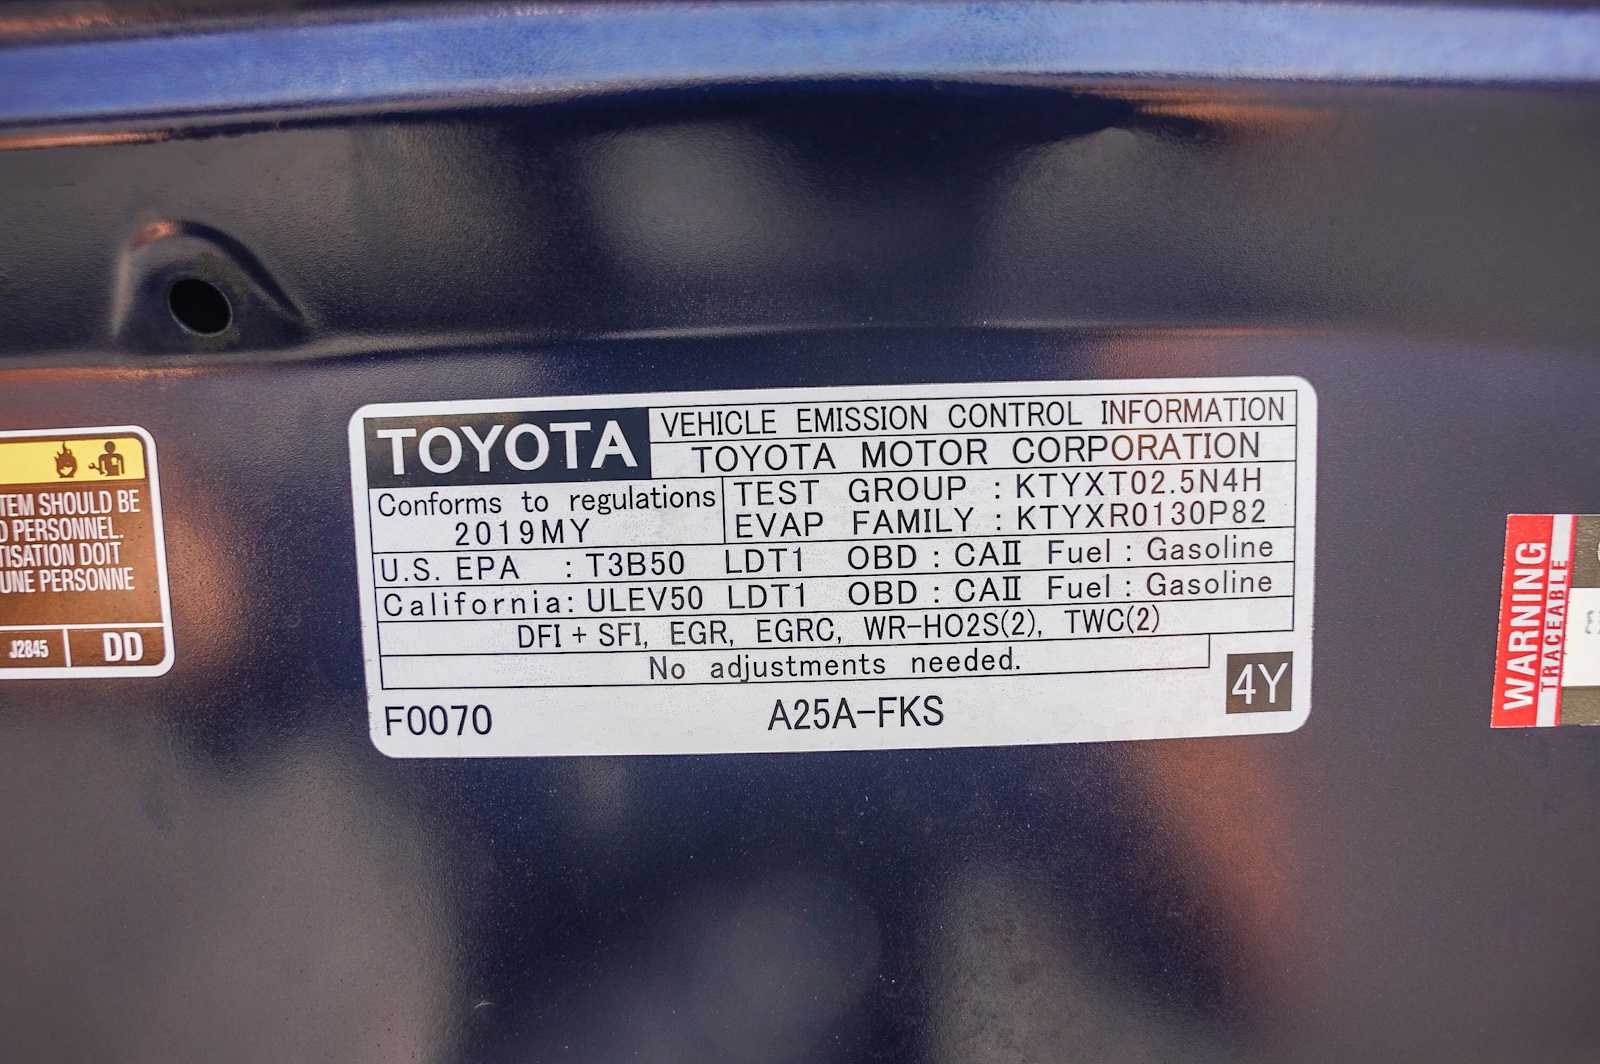 TOYOTA VEHICLE EMISSION CONTROL INFORMATION
TOYOTA MOTOR CORPORATION
Conforms to regulations
2019MY
TEST GROUP : KTYXT02.5N4H
EVAP FAMILY : KTYXR0130P82
U.S. EPA : T3B50 LDT1 OBD : CAⅡ Fuel : Gasoline
California: ULEV50 LDT1 OBD : CAⅡ Fuel : Gasoline
DFI + SFI, EGR, EGRC, WR-HO2S(2), TWC(2)
No adjustments needed.
4Y
F0070 A25A-FKS
TEM SHOULD BE
D PERSONNEL.
TISATION DOIT
UNE PERSONNE
J2845 DD
WARNING
TRACEABLE